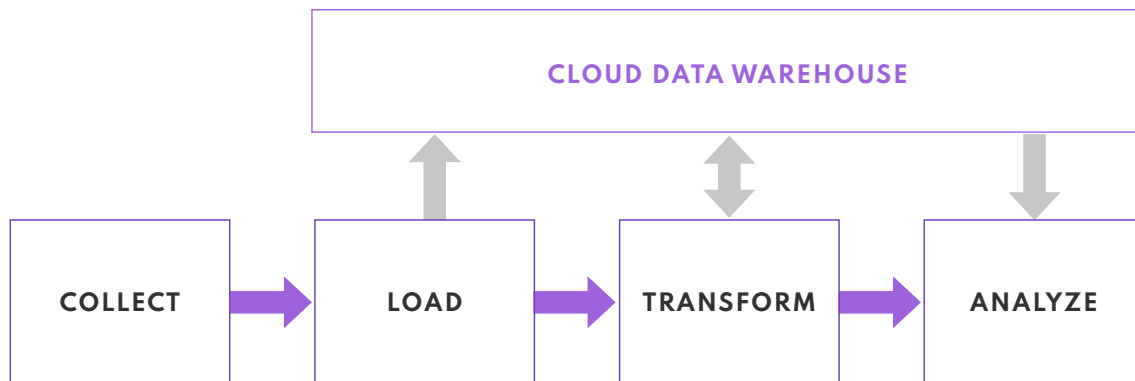 CLOUD DATA WAREHOUSE
COLLECT
LOAD
TRANSFORM
ANALYZE